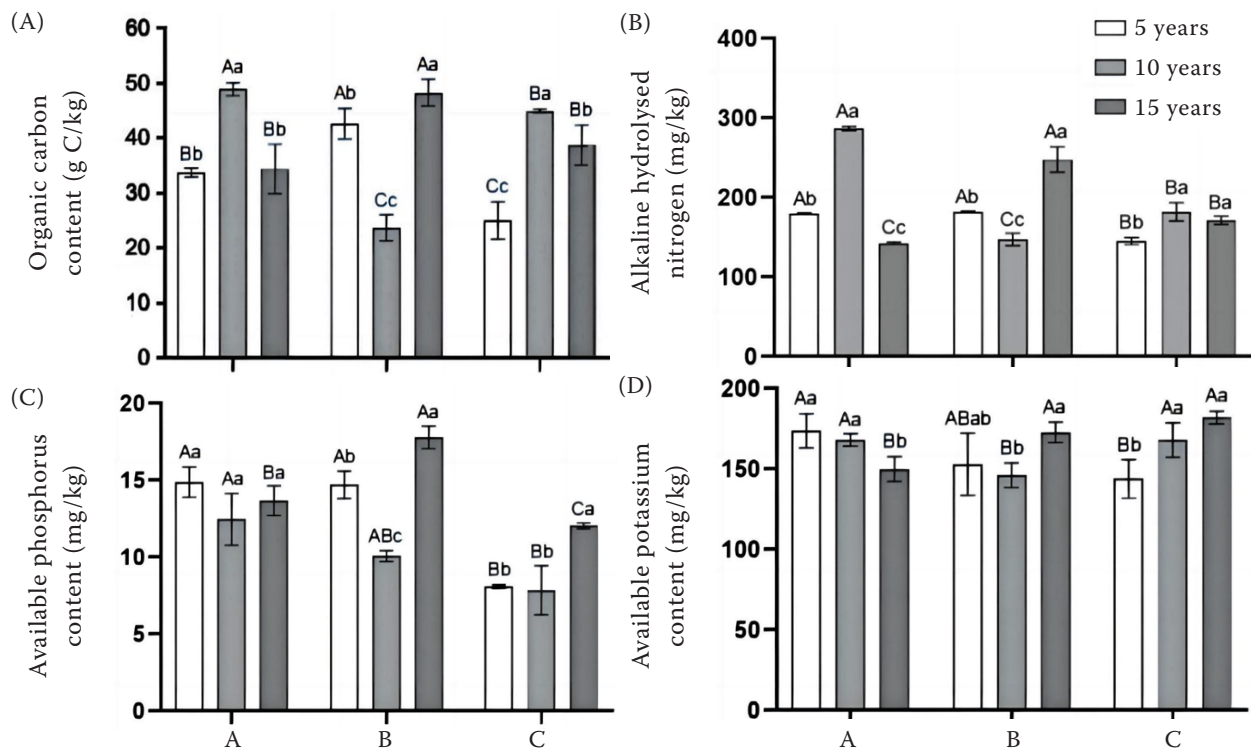 (A)
Organic carbon
content (g C/kg)
60
50
40
30
20
10
0
Bb
Aa
Bb
Ab
Cc
Aa
Cc
Ba
Bb
(B)
Alkaline hydrolysed
nitrogen (mg/kg)
400
300
200
100
0
Ab
Aa
Cc
Ab
Cc
Aa
Bb
Ba
Ba
5 years
10 years
15 years
(C)
Available phosphorus
content (mg/kg)
20
15
10
5
0
Aa
Aa
Ba
Ab
ABc
Aa
Bb
Bb
Ca
A
B
C
(D)
Available potassium
content (mg/kg)
200
150
100
50
0
Aa
Aa
Bb
ABab
Bb
Aa
Bb
Aa
Aa
A
B
C